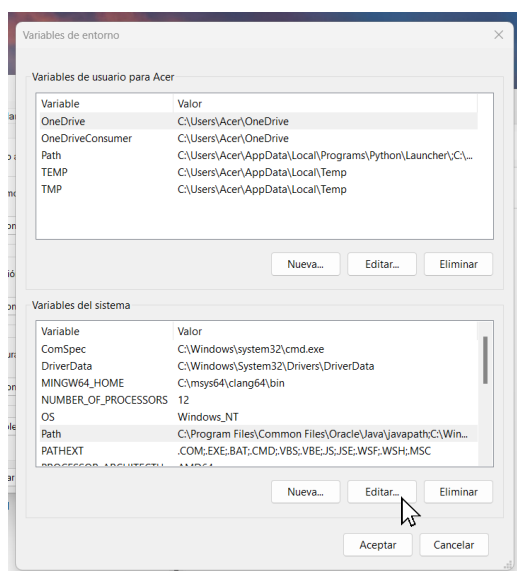 Variables de entorno
Variables de usuario para Acer
Variable Valor
OneDrive C:\Users\Acer\OneDrive
OneDriveConsumer C:\Users\Acer\OneDrive
Path C:\Users\Acer\AppData\Local\Programs\Python\Launcher\;C:\...
TEMP C:\Users\Acer\AppData\Local\Temp
TMP C:\Users\Acer\AppData\Local\Temp
Nueva... Editar... Eliminar
Variables del sistema
Variable Valor
ComSpec C:\Windows\system32\cmd.exe
DriverData C:\Windows\System32\Drivers\DriverData
MINGW64_HOME C:\msys64\clang64\bin
NUMBER_OF_PROCESSORS 12
OS Windows_NT
Path C:\Program Files\Common Files\Oracle\Java\javapath;C:\Win...
PATHEXT .COM;.EXE;.BAT;.CMD;.VBS;.VBE;.JS;.JSE;.WSF;.WSH;.MSC
Nueva... Editar... Eliminar
Aceptar Cancelar